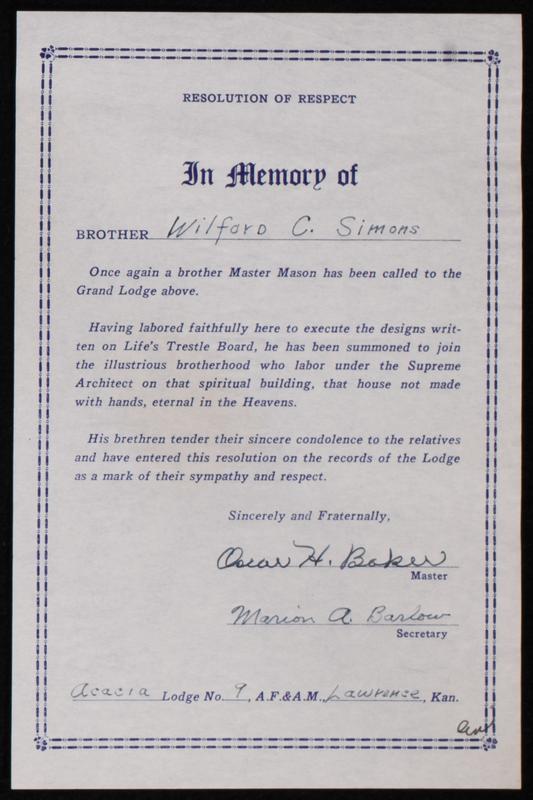 RESOLUTION OF RESPECT
In Memory of
BROTHER Wilford C. Simons
Once again a brother Master Mason has been called to the
Grand Lodge above.
Having labored faithfully here to execute the designs writ-
ten on Life's Trestle Board, he has been summoned to join
the illustrious brotherhood who labor under the Supreme
Architect on that spiritual building, that house not made
with hands, eternal in the Heavens.
His brethren tender their sincere condolence to the relatives
and have entered this resolution on the records of the Lodge
as a mark of their sympathy and respect.
Sincerely and Fraternally,
Oscar H. Baker
Master
Marion A. Barlow
Secretary
Acacia Lodge No. 9, A.F.&A.M., Lawrence, Kan.